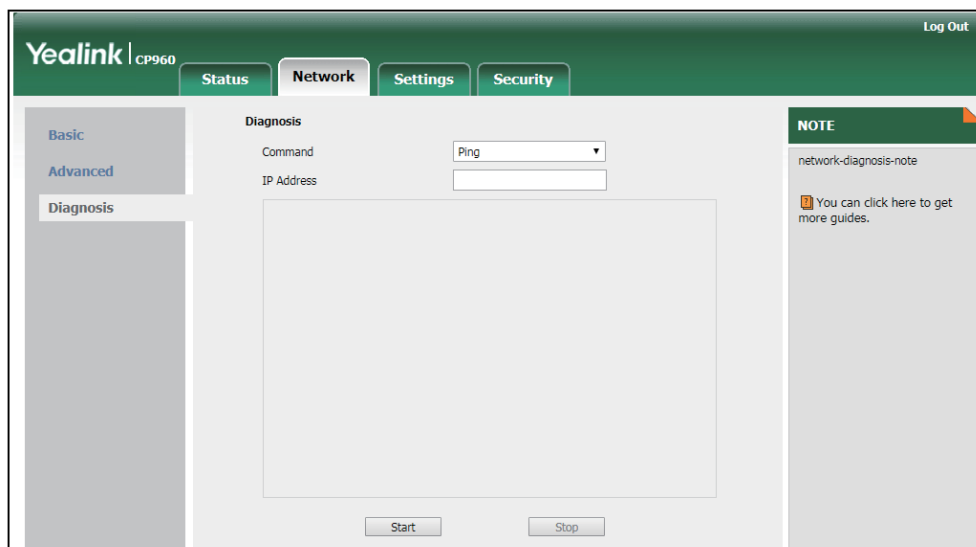 Log Out
Yealink CP960
Status
Network
Settings
Security
Basic
Advanced
Diagnosis
Diagnosis
Command
Ping
IP Address
Start
Stop
NOTE
network-diagnosis-note
You can click here to get
more guides.